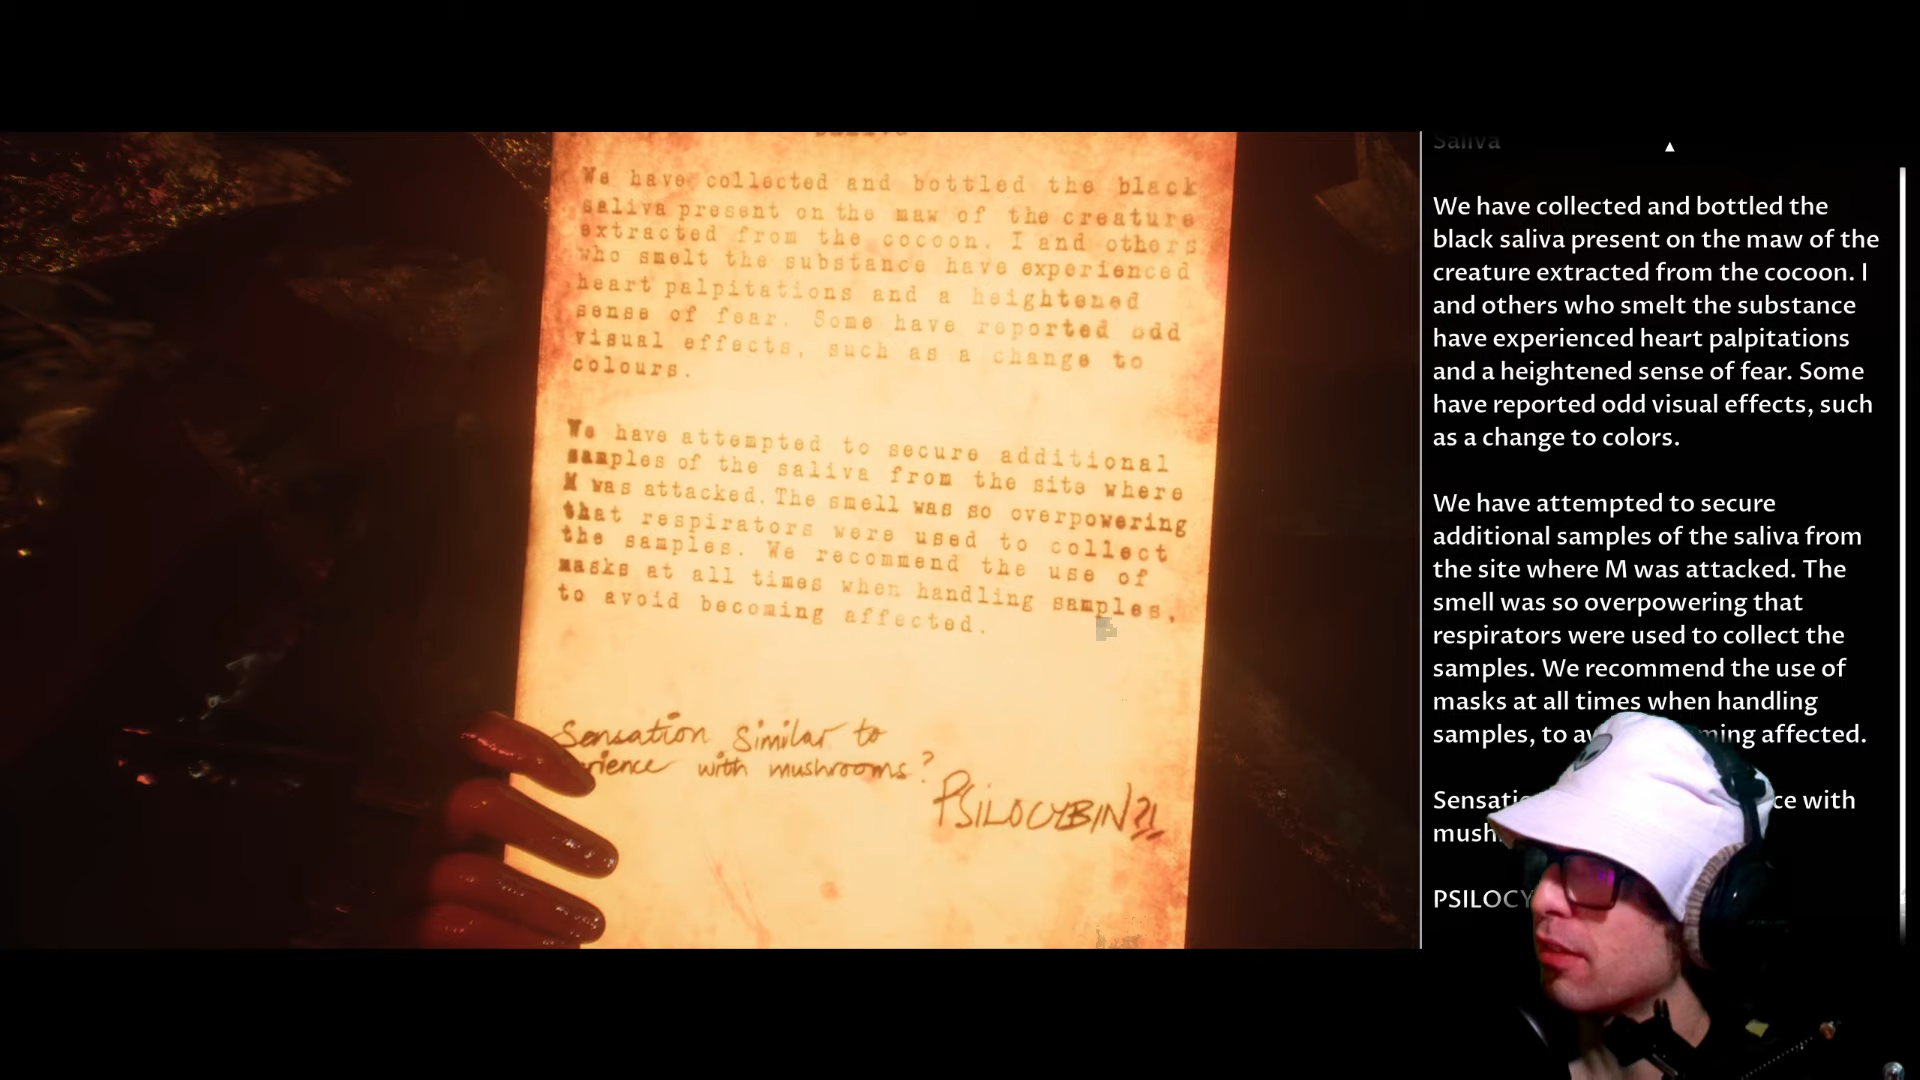 We have collected and bottled the black
saliva present on the maw of the creature
extracted from the cocoon. I and others
who smelt the substance have experienced
heart palpitations and a heightened
sense of fear. Some have reported odd
visual effects, such as a change to
colours.
We have attempted to secure additional
samples of the saliva from the site where
M was attacked. The smell was so overpowering
that respirators were used to collect
the samples. We recommend the use of
masks at all times when handling samples,
to avoid becoming affected.
Sensation similar to
with mushrooms?
PSILOCYBIN?!
Saliva
We have collected and bottled the
black saliva present on the maw of the
creature extracted from the cocoon. I
and others who smelt the substance
have experienced heart palpitations
and a heightened sense of fear. Some
have reported odd visual effects, such
as a change to colors.
We have attempted to secure
additional samples of the saliva from
the site where M was attacked. The
smell was so overpowering that
respirators were used to collect the
samples. We recommend the use of
masks at all times when handling
samples, to affected.
with